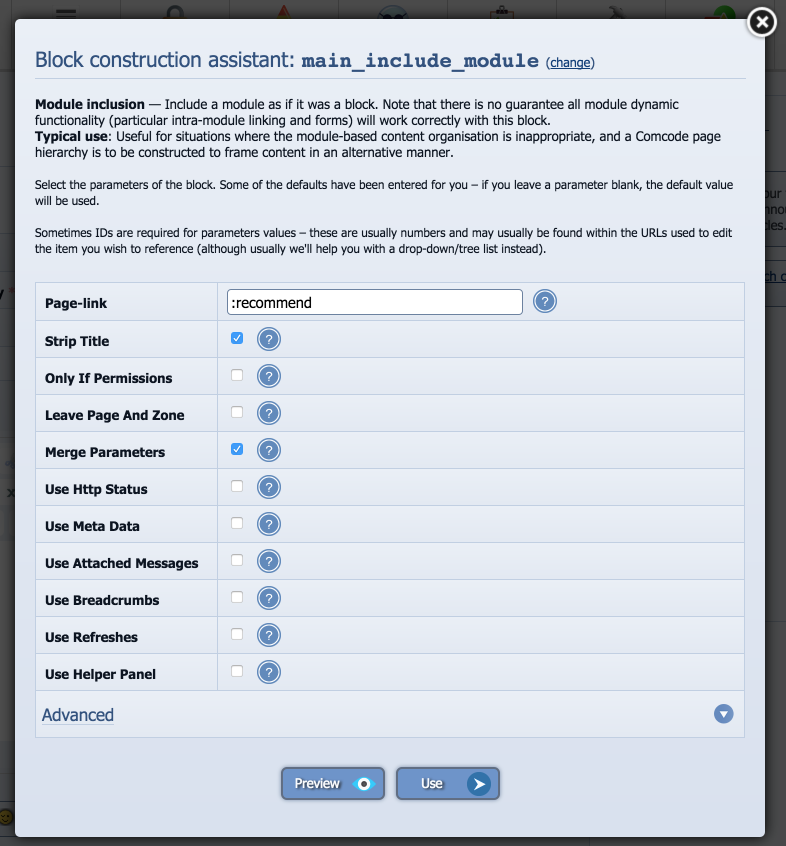 Block construction assistant: main_include_module (change)
Module inclusion — Include a module as if it was a block. Note that there is no guarantee all module dynamic
functionality (particular intra-module linking and forms) will work correctly with this block.
Typical use: Useful for situations where the module-based content organisation is inappropriate, and a Comcode page
hierarchy is to be constructed to frame content in an alternative manner.
Select the parameters of the block. Some of the defaults have been entered for you – if you leave a parameter blank, the default value
will be used.
Sometimes IDs are required for parameters values – these are usually numbers and may usually be found within the URLs used to edit
the item you wish to reference (although usually we'll help you with a drop-down/tree list instead).
Page-link :recommend ?
Strip Title ?
Only If Permissions ?
Leave Page And Zone ?
Merge Parameters ?
Use Http Status ?
Use Meta Data ?
Use Attached Messages ?
Use Breadcrumbs ?
Use Refreshes ?
Use Helper Panel ?
Advanced
Preview Use